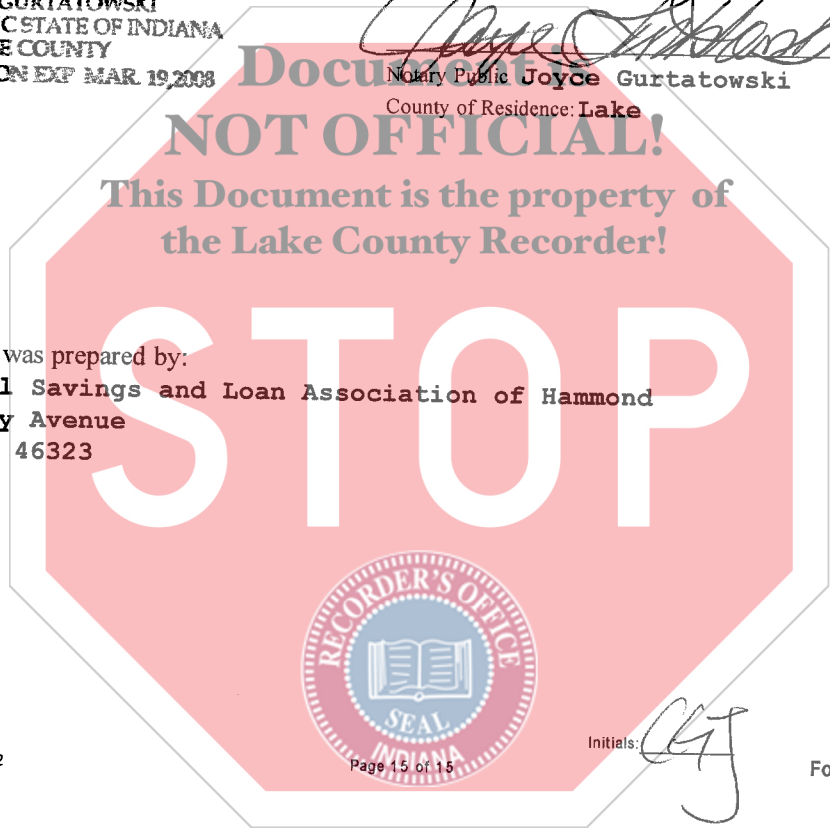 GURTATOWSKI
C STATE OF INDIANA
E COUNTY
ON EXP MAR. 19,2008
Notary Public Joyce Gurtatowski
County of Residence: Lake
Document is
NOT OFFICIAL!
This Document is the property of
the Lake County Recorder!
STOP
was prepared by:
l Savings and Loan Association of Hammond
y Avenue
46323
RECORDER'S OFFICE
SEAL
INDIANA
Initials: CGJ
Page 15 of 15
Fo